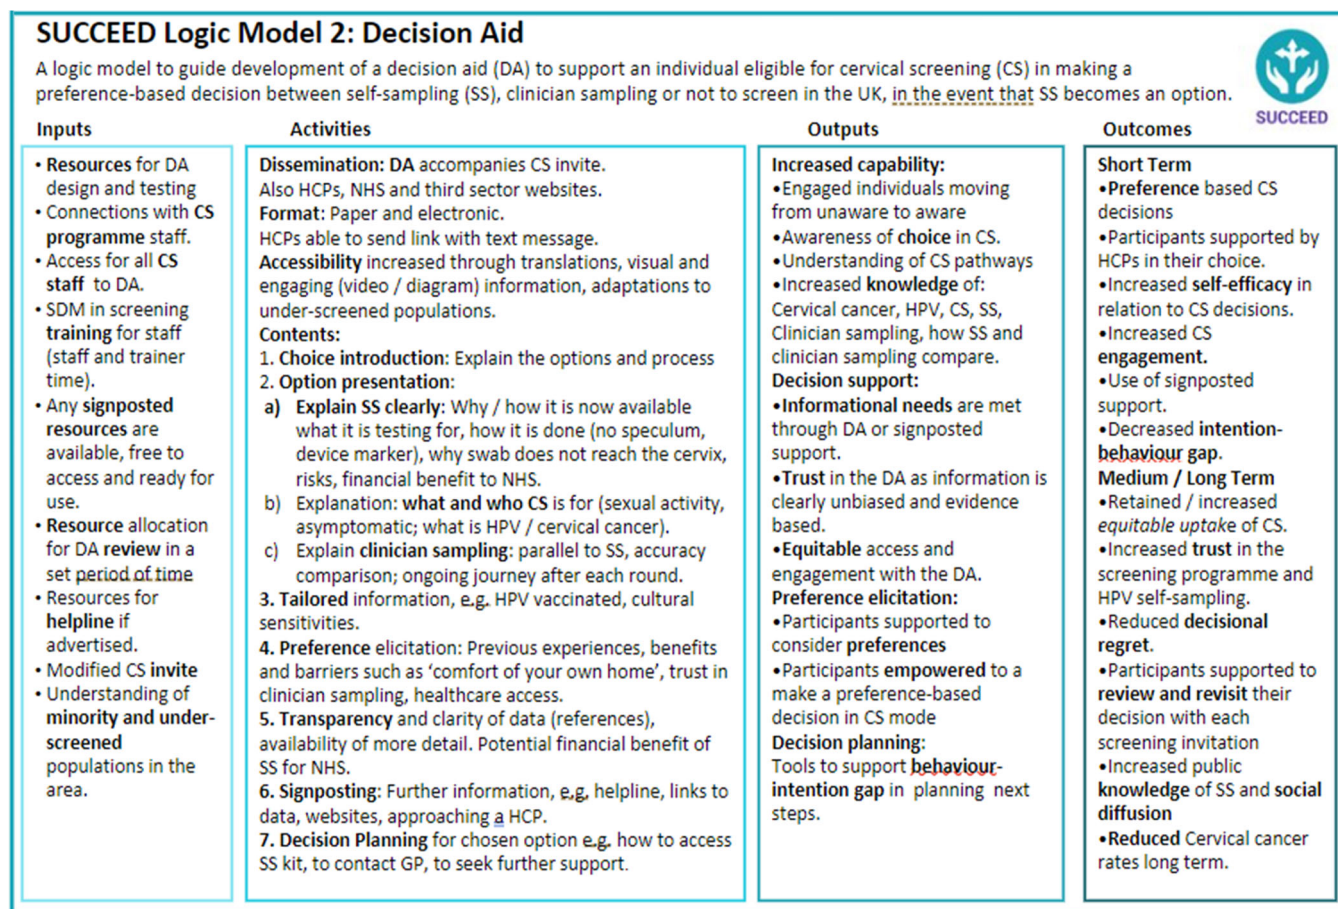 SUCCEED Logic Model 2: Decision Aid
A logic model to guide development of a decision aid (DA) to support an individual eligible for cervical screening (CS) in making a
preference-based decision between self-sampling (SS), clinician sampling or not to screen in the UK, in the event that SS becomes an option.
SUCCEED
Inputs
• Resources for DA
design and testing
• Connections with CS
programme staff.
• Access for all CS
staff to DA.
• SDM in screening
training for staff
(staff and trainer
time).
• Any signposted
resources are
available, free to
access and ready for
use.
• Resource allocation
for DA review in a
set period of time
• Resources for
helpline if
advertised.
• Modified CS invite
• Understanding of
minority and under-
screened
populations in the
area.
Activities
Dissemination: DA accompanies CS invite.
Also HCPs, NHS and third sector websites.
Format: Paper and electronic.
HCPs able to send link with text message.
Accessibility increased through translations, visual and
engaging (video / diagram) information, adaptations to
under-screened populations.
Contents:
1. Choice introduction: Explain the options and process
2. Option presentation:
a) Explain SS clearly: Why / how it is now available
what it is testing for, how it is done (no speculum,
device marker), why swab does not reach the cervix,
risks, financial benefit to NHS.
b) Explanation: what and who CS is for (sexual activity,
asymptomatic; what is HPV / cervical cancer).
c) Explain clinician sampling: parallel to SS, accuracy
comparison; ongoing journey after each round.
3. Tailored information, e.g. HPV vaccinated, cultural
sensitivities.
4. Preference elicitation: Previous experiences, benefits
and barriers such as ‘comfort of your own home’, trust in
clinician sampling, healthcare access.
5. Transparency and clarity of data (references),
availability of more detail. Potential financial benefit of
SS for NHS.
6. Signposting: Further information, e.g. helpline, links to
data, websites, approaching a HCP.
7. Decision Planning for chosen option e.g. how to access
SS kit, to contact GP, to seek further support.
Outputs
Increased capability:
•Engaged individuals moving
from unaware to aware
•Awareness of choice in CS.
•Understanding of CS pathways
•Increased knowledge of:
Cervical cancer, HPV, CS, SS,
Clinician sampling, how SS and
clinician sampling compare.
Decision support:
•Informational needs are met
through DA or signposted
support.
•Trust in the DA as information is
clearly unbiased and evidence
based.
•Equitable access and
engagement with the DA.
Preference elicitation:
•Participants supported to
consider preferences
•Participants empowered to a
make a preference-based
decision in CS mode
Decision planning:
Tools to support behaviour-
intention gap in planning next
steps.
Outcomes
Short Term
•Preference based CS
decisions
•Participants supported by
HCPs in their choice.
•Increased self-efficacy in
relation to CS decisions.
•Increased CS
engagement.
•Use of signposted
support.
•Decreased intention-
behaviour gap.
Medium / Long Term
•Retained / increased
equitable uptake of CS.
•Increased trust in the
screening programme and
HPV self-sampling.
•Reduced decisional
regret.
•Participants supported to
review and revisit their
decision with each
screening invitation
•Increased public
knowledge of SS and social
diffusion
•Reduced Cervical cancer
rates long term.